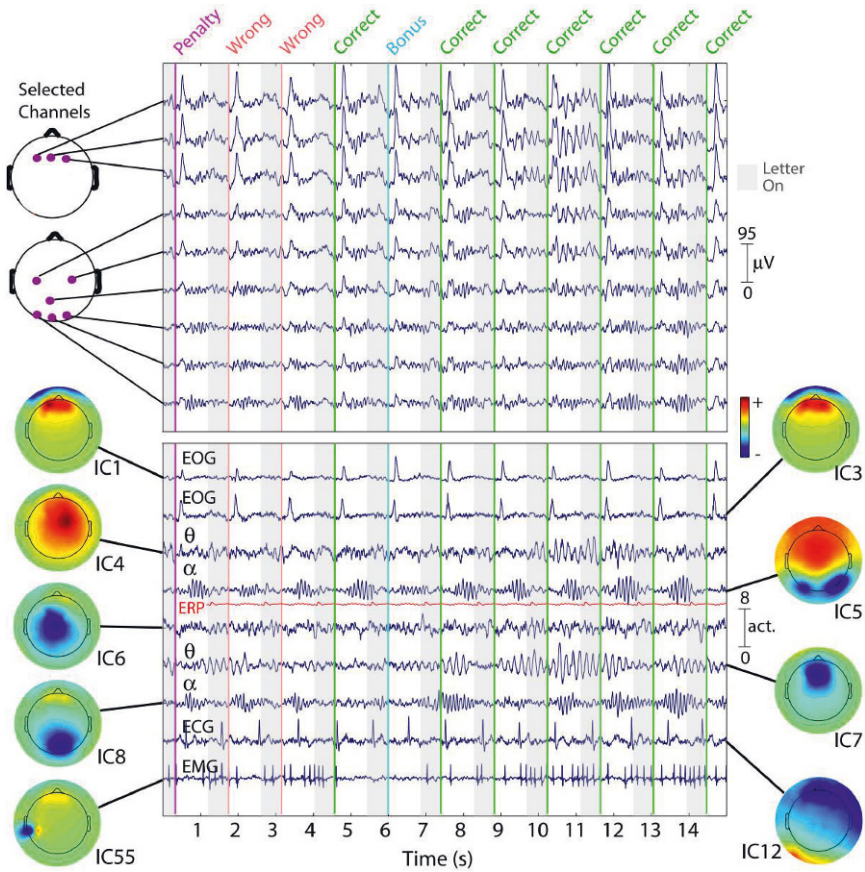 Penalty Wrong Wrong Correct Bonus Correct Correct Correct Correct Correct Correct
Selected
Channels
Letter
On
95
μV
0
+
-
IC1
EOG
IC3
EOG
IC4
θ
α
IC5
ERP
8
act.
0
IC6
θ
IC7
α
IC8
ECG
EMG
IC55
IC12
1 2 3 4 5 6 7 8 9 10 11 12 13 14
Time (s)